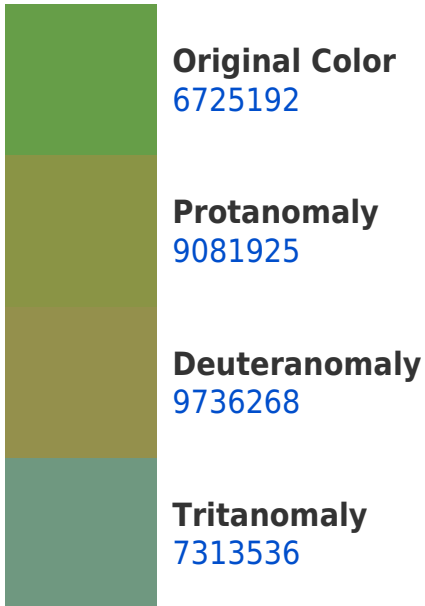 Original Color
6725192
Protanomaly
9081925
Deuteranomaly
9736268
Tritanomaly
7313536